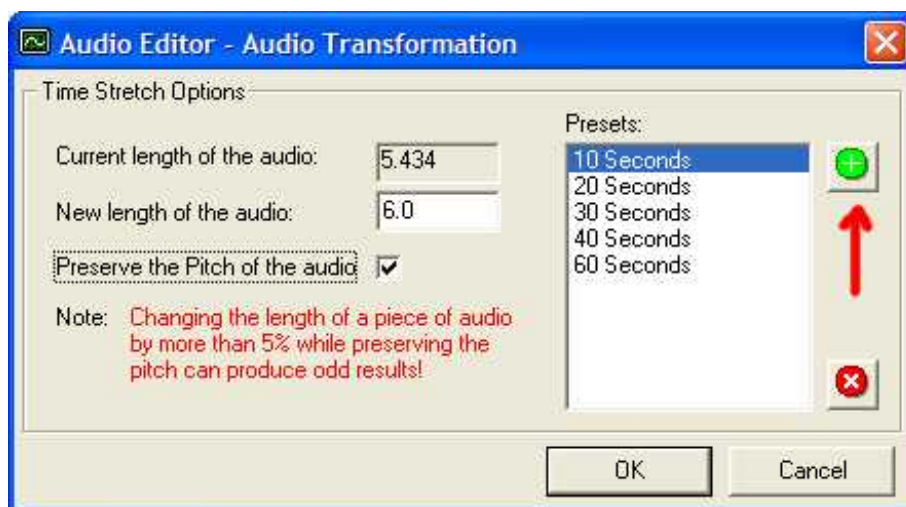 Audio Editor - Audio Transformation
Time Stretch Options
Current length of the audio: 5.434
New length of the audio: 6.0
Preserve the Pitch of the audio
Note: Changing the length of a piece of audio
by more than 5% while preserving the
pitch can produce odd results!
Presets:
10 Seconds
20 Seconds
30 Seconds
40 Seconds
60 Seconds
OK Cancel